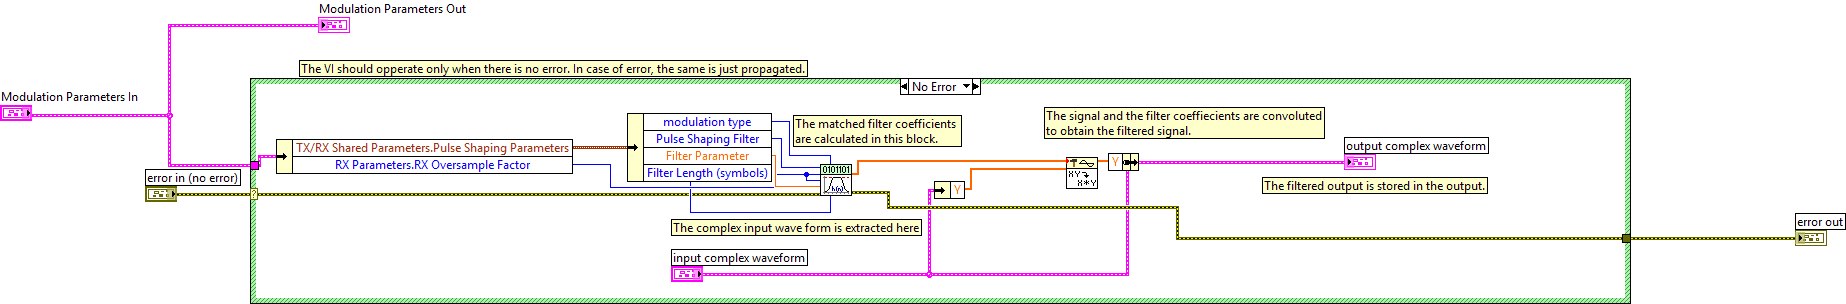 Modulation Parameters Out
The VI should opperate only when there is no error. In case of error, the same is just propagated.
No Error
Modulation Parameters In
modulation type
Pulse Shaping Filter
Filter Parameter
Filter Length (symbols)
The matched filter coefficients
are calculated in this block.
The signal and the filter coeffiecients are convoluted
to obtain the filtered signal.
TX/RX Shared Parameters.Pulse Shaping Parameters
RX Parameters.RX Oversample Factor
output complex waveform
error in (no error)
?
0101101
h(n)
Y
X Y
X*Y
Y
The filtered output is stored in the output.
The complex input wave form is extracted here
error out
input complex waveform